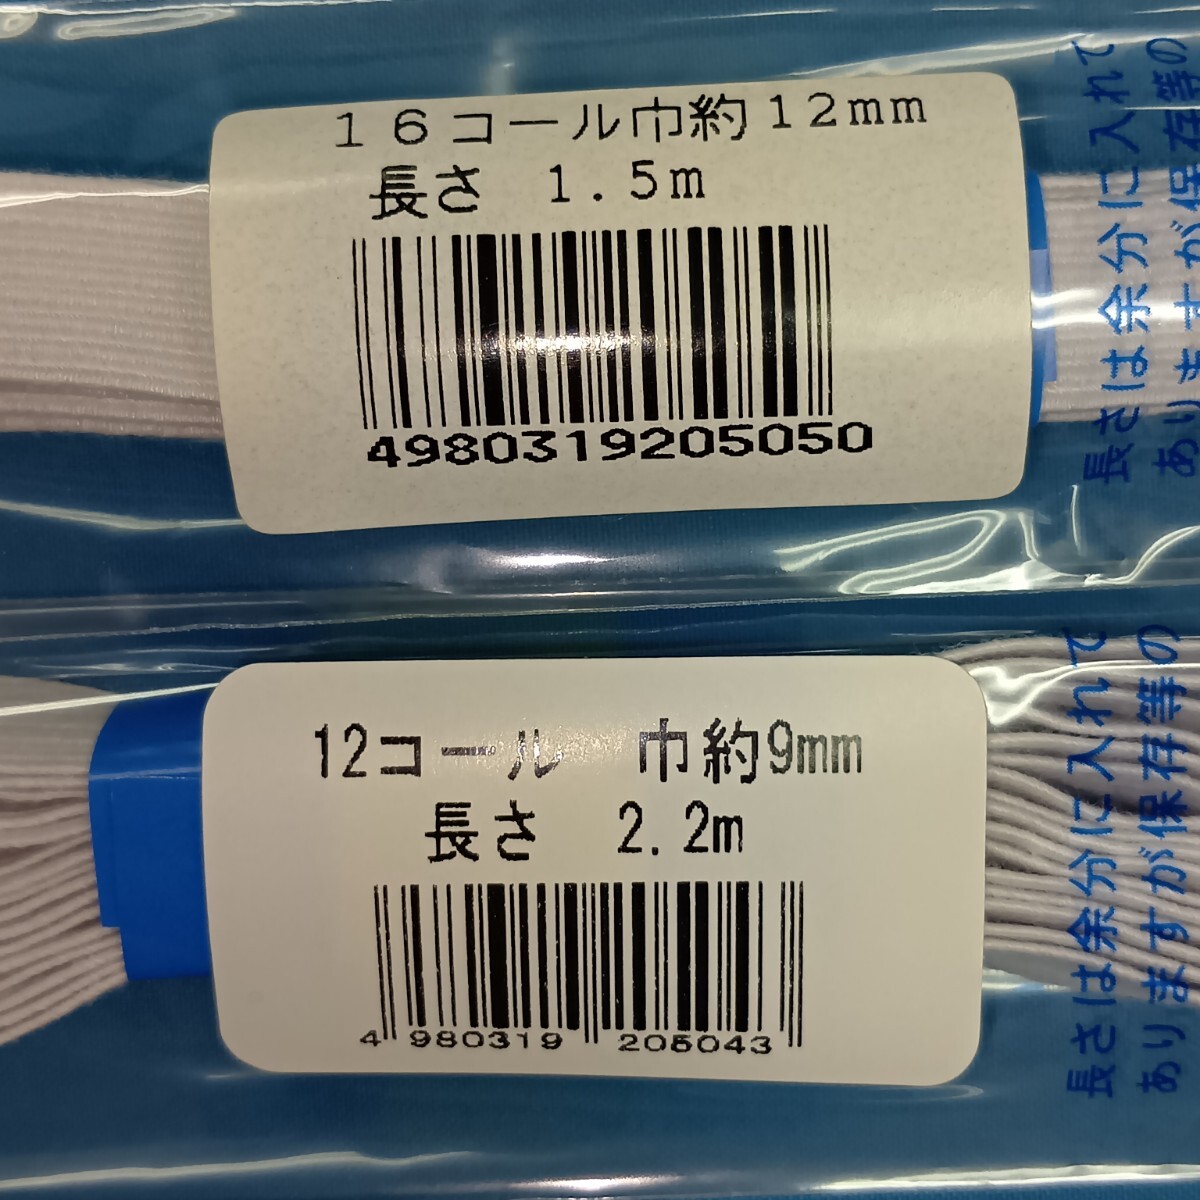 １６コール巾約12mm
長さ 1.5m
4980319205050
長さは余分に入れて
ありますが保存等の
12コール 巾約9mm
長さ 2.2m
4 980319 205043
長さは余分に入れて
ありますが保存等の